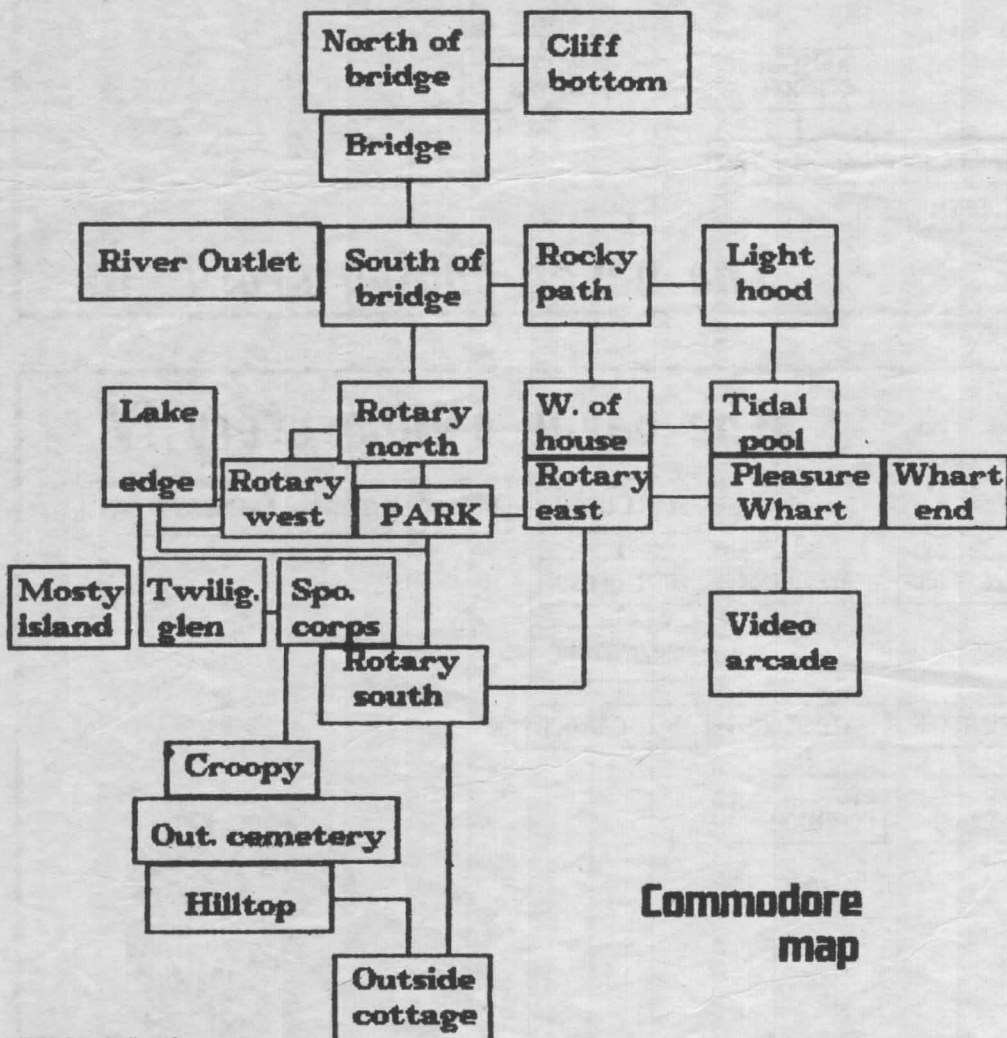 North of
bridge
Cliff
bottom
Bridge
River Outlet
South of
bridge
Rocky
path
Light
hood
Lake
edge
Rotary
north
W. of
house
Tidal
pool
Rotary
west
PARK
Rotary
east
Pleasure
Whart
Whart
end
Mosty
island
Twilig.
glen
Spo.
corps
Rotary
south
Video
arcade
Croopy
Out. cemetery
Hilltop
Outside
cottage
Commodore
map